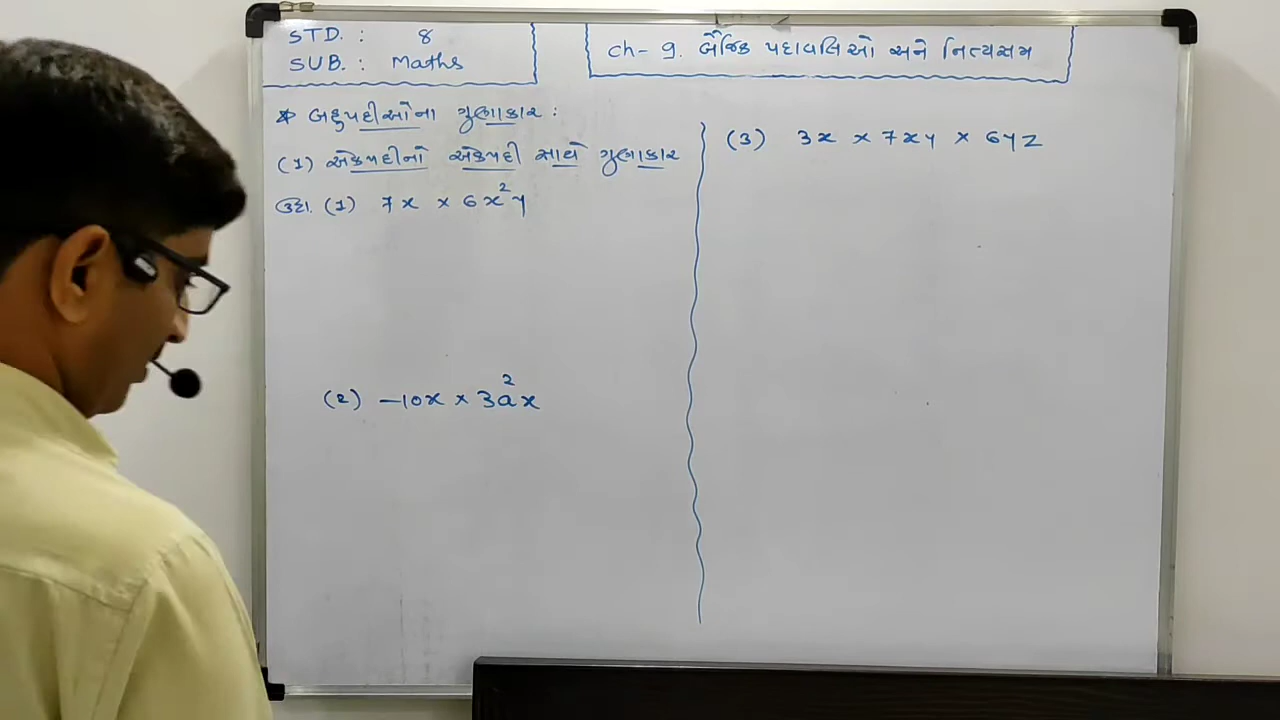 STD. : 8
SUB. : Maths
ch- 9. બૈજિક પદાવલિઓ અને નિત્યસમ
* બહુપદીઓના ગુણાકાર :
(1) એકપદીનો એકપદી સાથે ગુણાકાર
ઉદા. (1) 7x × 6x²y
(2) -10x × 3a²x
(3) 3x × 7xy × 6yz